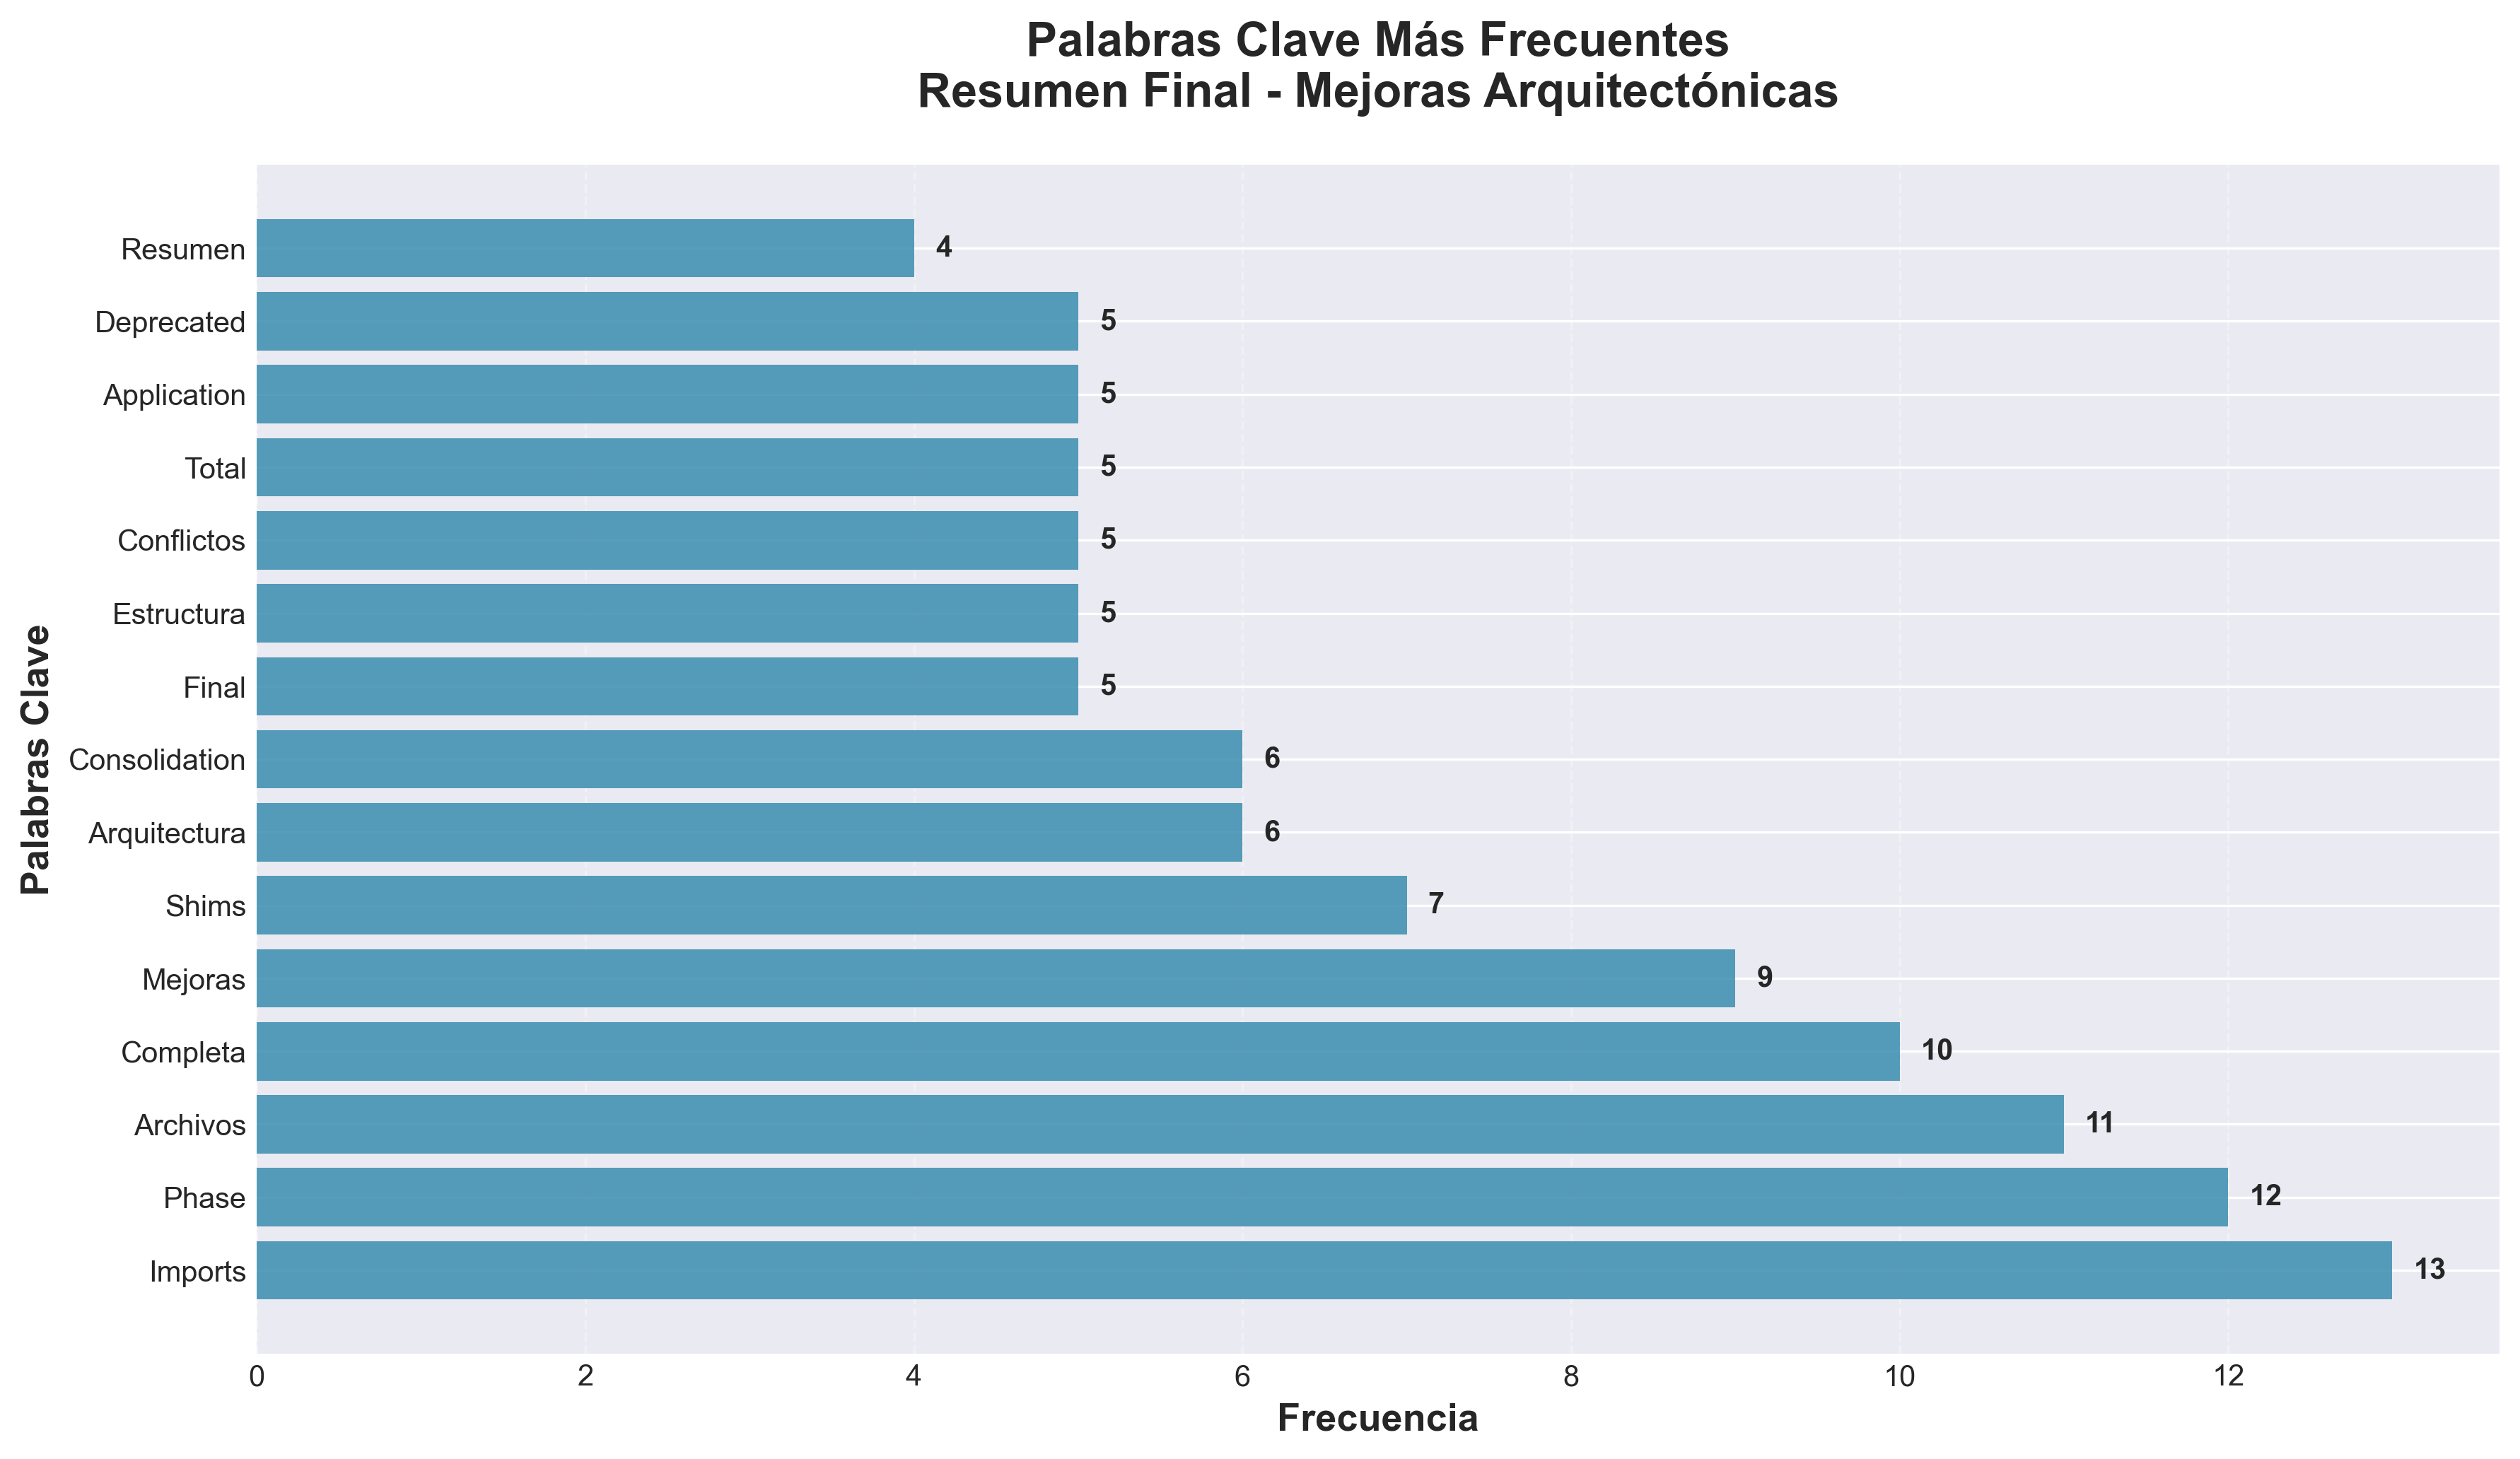 Palabras Clave Más Frecuentes
Resumen Final - Mejoras Arquitectónicas
Palabras Clave
Resumen 4
Deprecated 5
Application 5
Total 5
Conflictos 5
Estructura 5
Final 5
Consolidation 6
Arquitectura 6
Shims 7
Mejoras 9
Completa 10
Archivos 11
Phase 12
Imports 13
0 2 4 6 8 10 12
Frecuencia